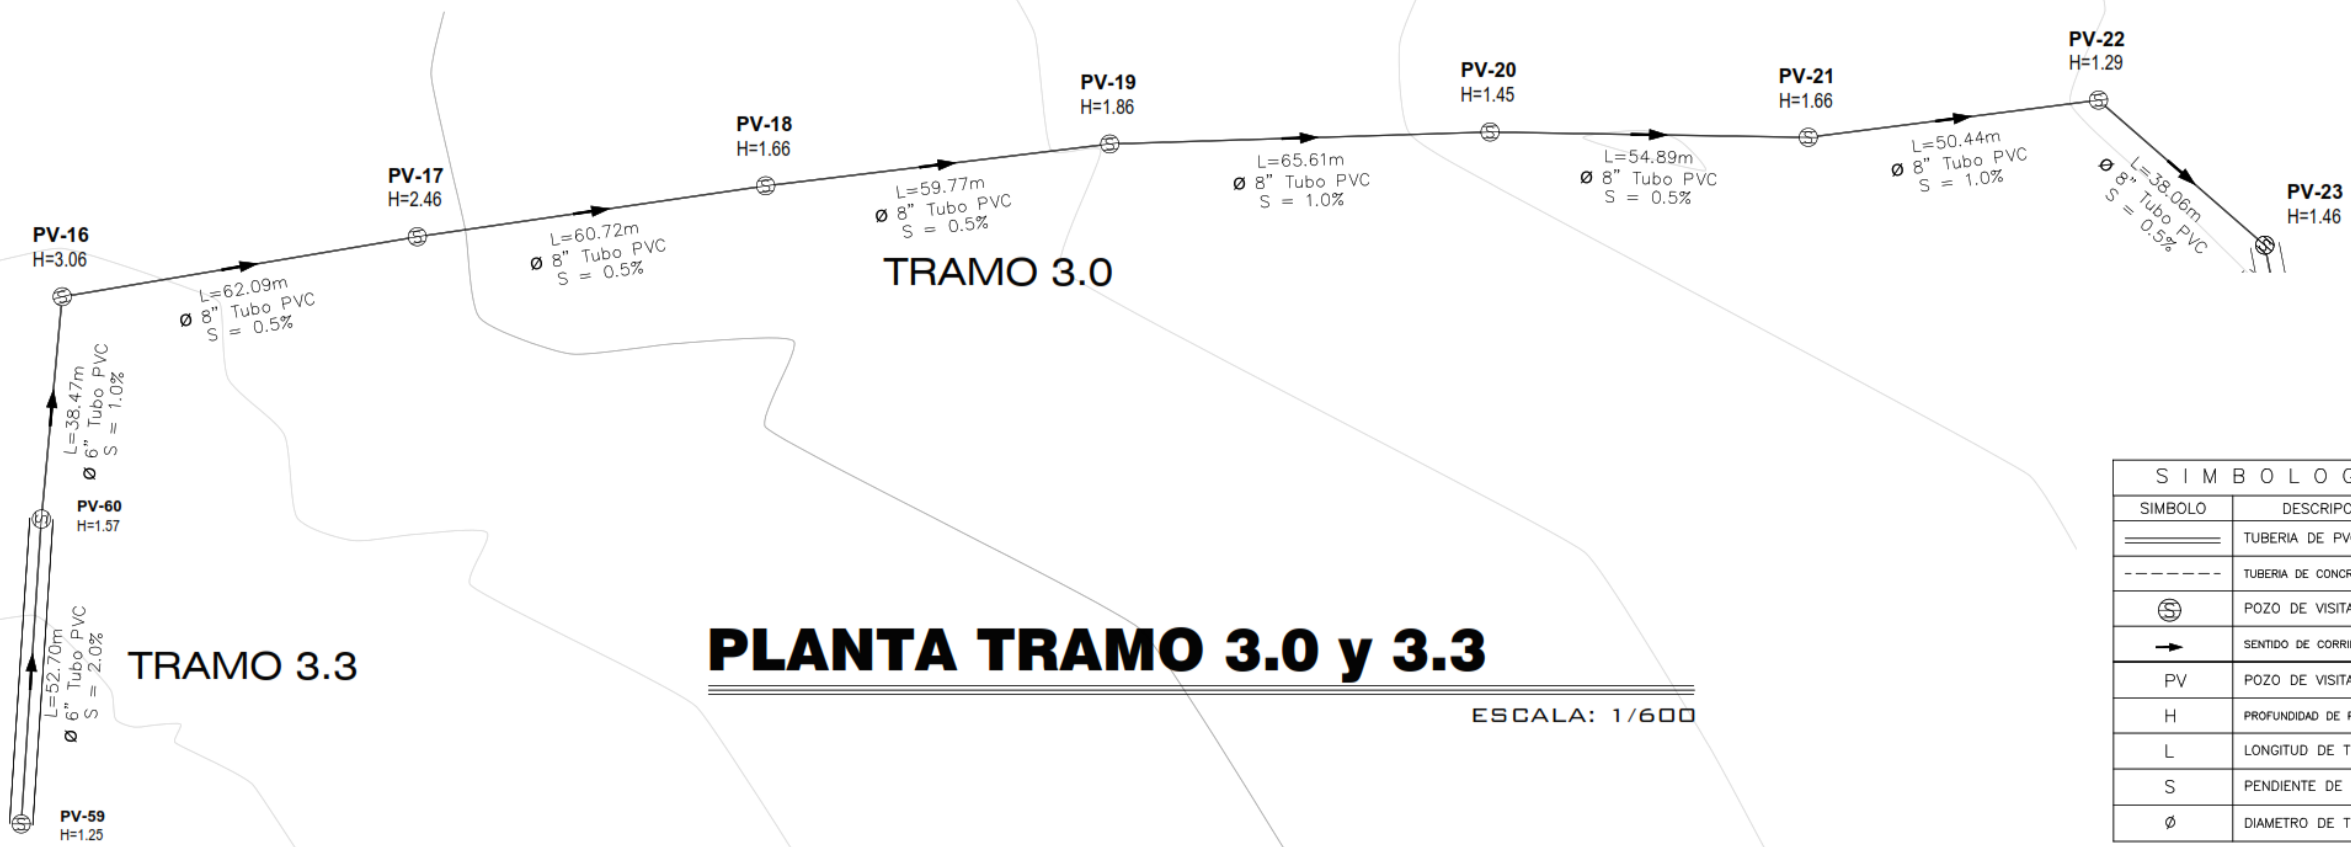 PV-22
H=1.29
PV-20
H=1.45
PV-21
H=1.66
PV-19
H=1.86
PV-18
H=1.66
PV-17
H=2.46
PV-16
H=3.06
PV-23
H=1.46
L=62.09m
Ø 8" Tubo PVC
S = 0.5%
L=60.72m
Ø 8" Tubo PVC
S = 0.5%
L=59.77m
Ø 8" Tubo PVC
S = 0.5%
L=65.61m
Ø 8" Tubo PVC
S = 1.0%
L=54.89m
Ø 8" Tubo PVC
S = 0.5%
L=50.44m
Ø 8" Tubo PVC
S = 1.0%
L=38.06m
Ø 8" Tubo PVC
S = 0.5%
TRAMO 3.0
L=38.47m
Ø 6" Tubo PVC
S = 1.0%
PV-60
H=1.57
L=52.70m
Ø 6" Tubo PVC
S = 2.0%
TRAMO 3.3
PV-59
H=1.25
PLANTA TRAMO 3.0 y 3.3
ESCALA: 1/600
SIMBOLO
SIMBOLO DESCRIPC
TUBERIA DE PV
TUBERIA DE CONCR
S POZO DE VISITA
SENTIDO DE CORRI
PV POZO DE VISITA
H PROFUNDIDAD DE
L LONGITUD DE T
S PENDIENTE DE
Ø DIAMETRO DE T